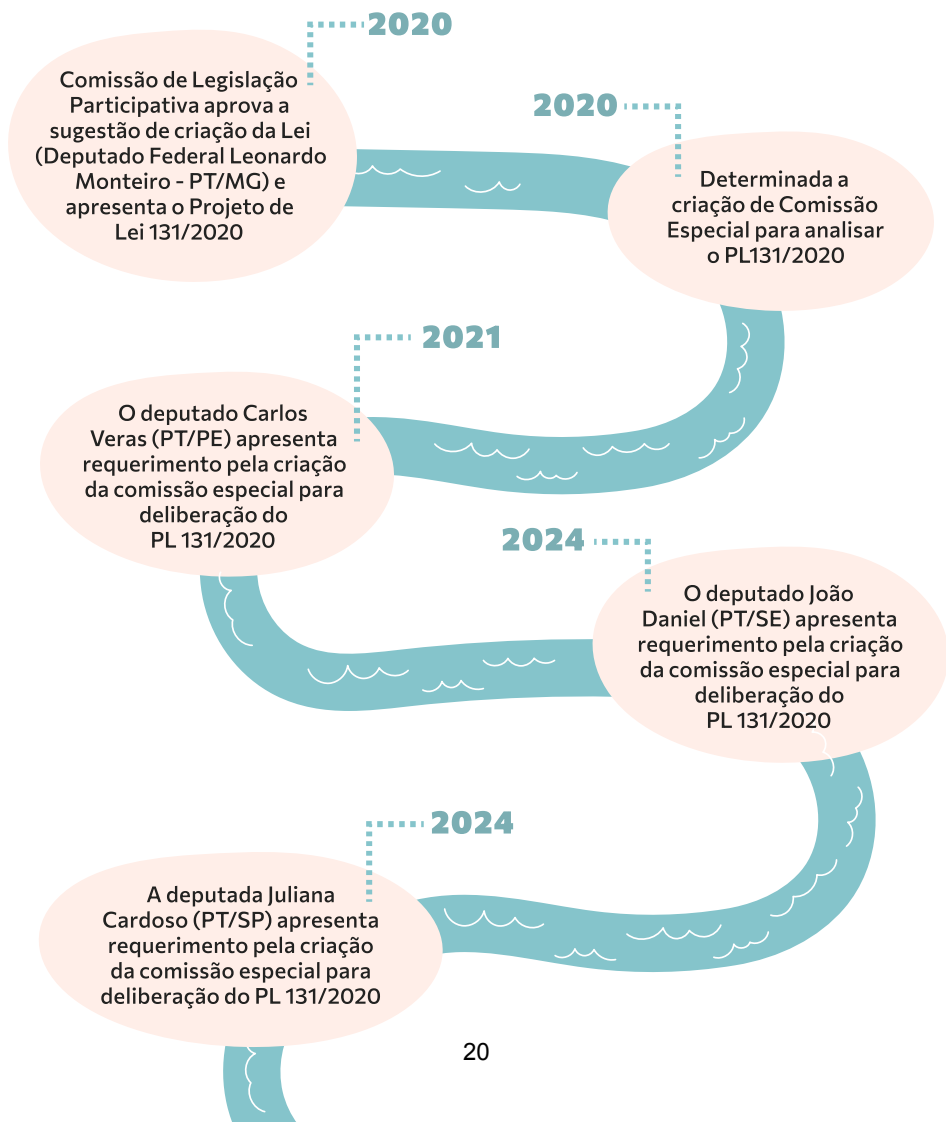 2020
Comissão de Legislação
Participativa aprova a
sugestão de criação da Lei
(Deputado Federal Leonardo
Monteiro - PT/MG) e
apresenta o Projeto de
Lei 131/2020
2020
Determinada a
criação de Comissão
Especial para analisar
o PL131/2020
2021
O deputado Carlos
Veras (PT/PE) apresenta
requerimento pela criação
da comissão especial para
deliberação do
PL 131/2020
2024
O deputado João
Daniel (PT/SE) apresenta
requerimento pela criação
da comissão especial para
deliberação do
PL 131/2020
2024
A deputada Juliana
Cardoso (PT/SP) apresenta
requerimento pela criação
da comissão especial para
deliberação do PL 131/2020
20